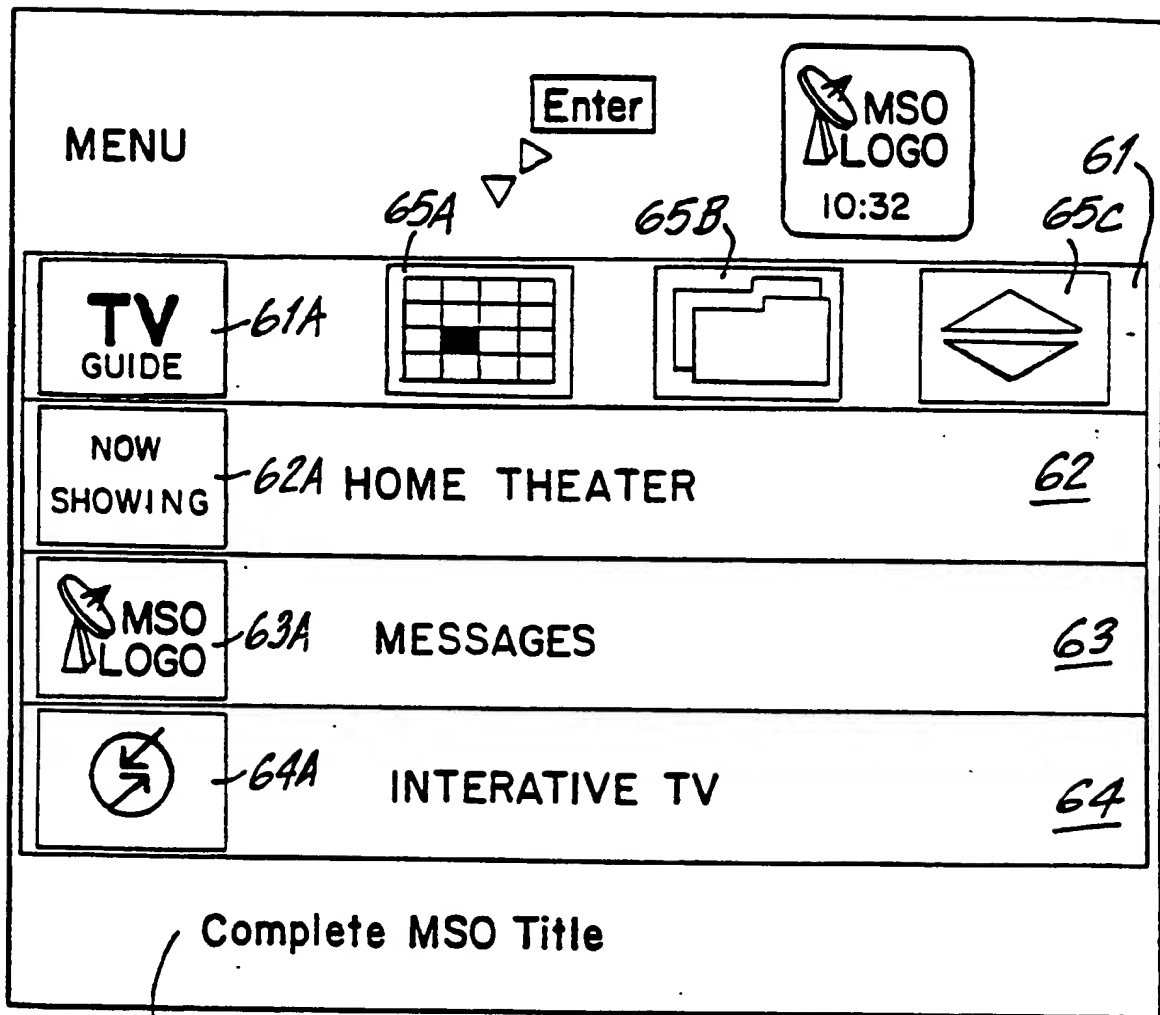 Enter
MSO
LOGO
10:32
MENU
61
65A
65B
65C
TV
GUIDE
61A
NOW
SHOWING
62A
HOME THEATER
62
MSO
LOGO
63A
MESSAGES
63
64A
INTERATIVE TV
64
Complete MSO Title